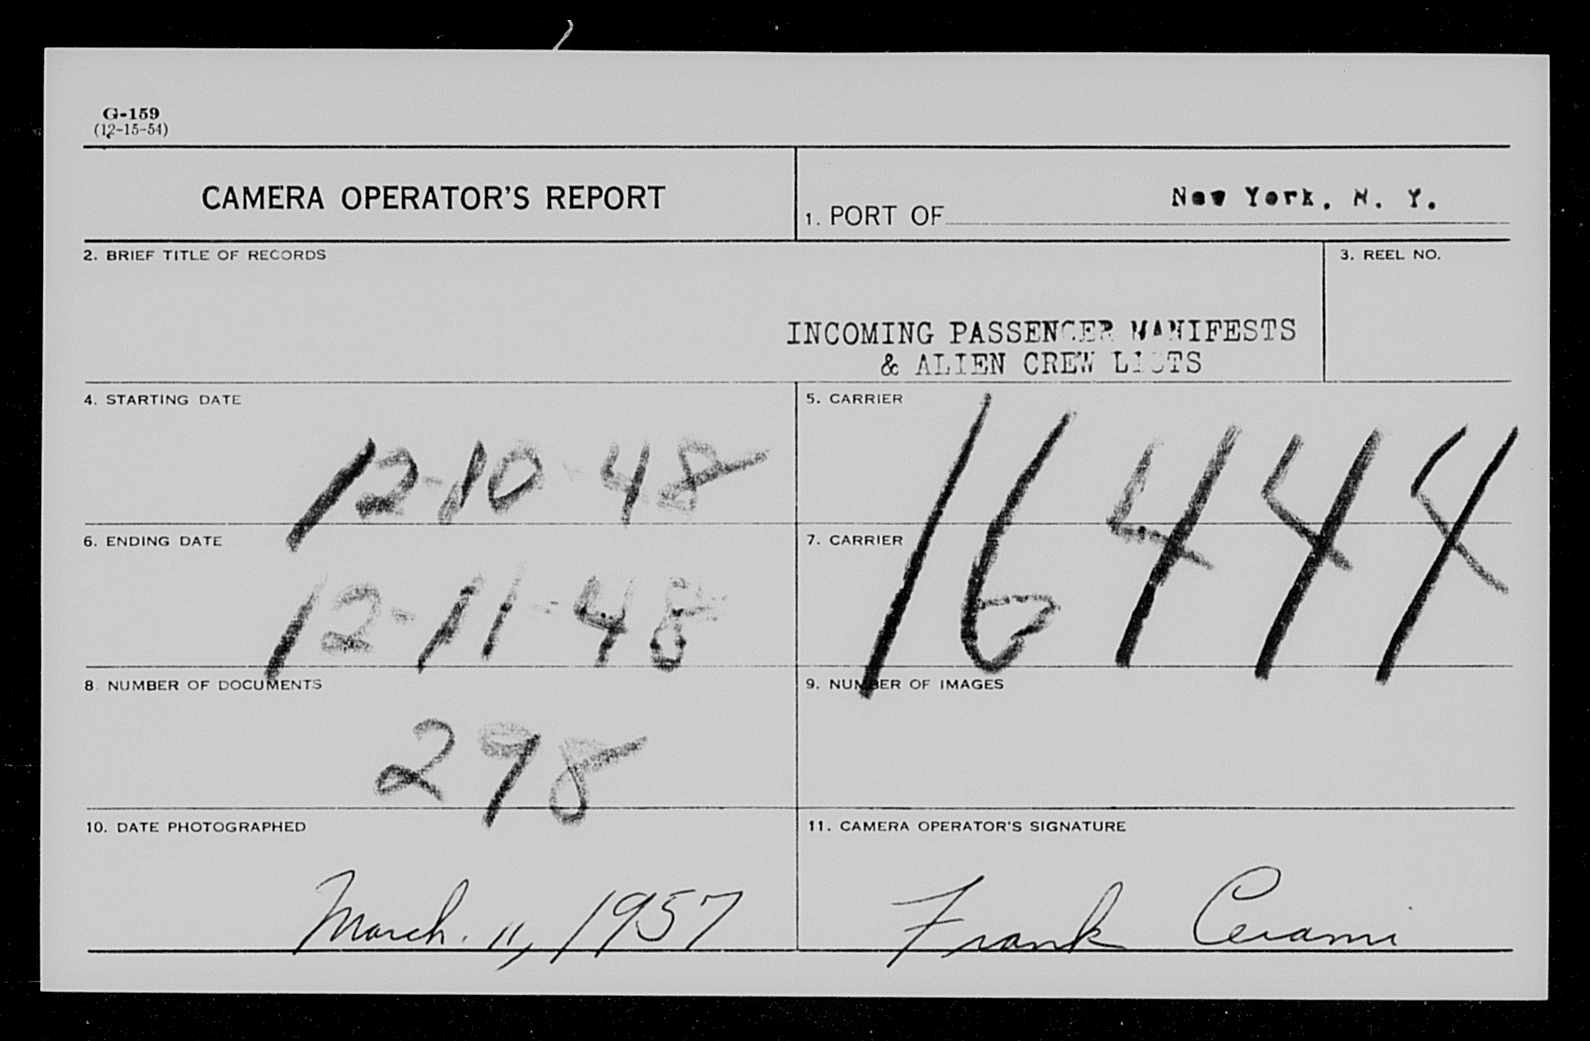 G-159
(12-15-54)
CAMERA OPERATOR'S REPORT
1. PORT OF New York, N. Y.
2. BRIEF TITLE OF RECORDS
3. REEL NO.
INCOMING PASSENGER MANIFESTS
& ALIEN CREW LISTS
4. STARTING DATE
12-10-48
5. CARRIER
16444
6. ENDING DATE
12-11-48
7. CARRIER
8. NUMBER OF DOCUMENTS
298
9. NUMBER OF IMAGES
10. DATE PHOTOGRAPHED
March. 11, 1957
11. CAMERA OPERATOR'S SIGNATURE
Frank Cerami